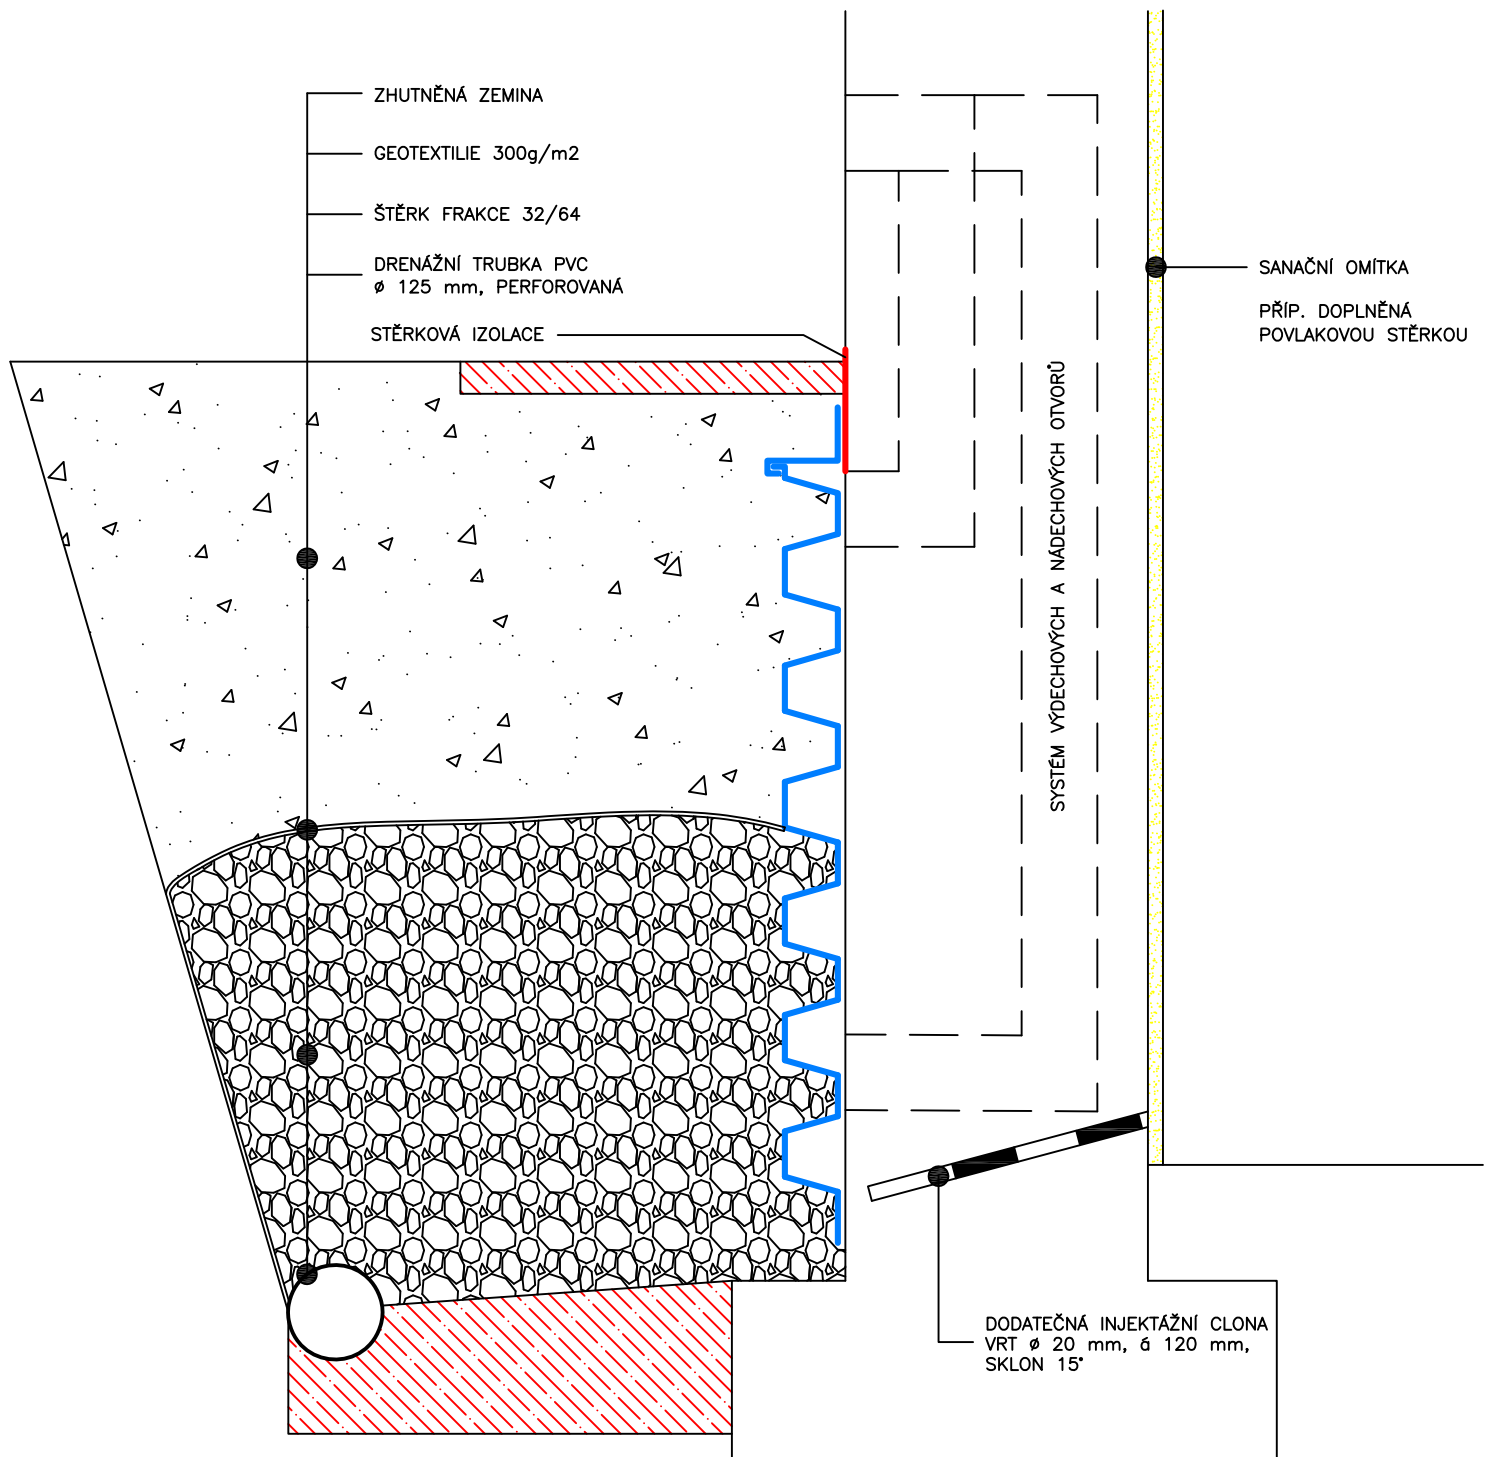 ZHUTNĚNÁ ZEMINA
GEOTEXTILIE 300g/m2
ŠTĚRK FRAKCE 32/64
DRENÁŽNÍ TRUBKA PVC
ø 125 mm, PERFOROVANÁ
STĚRKOVÁ IZOLACE
SANAČNÍ OMÍTKA
PŘÍP. DOPLNĚNÁ
POVLAKOVOU STĚRKOU
SYSTÉM VÝDECHOVÝCH A NÁDECHOVÝCH OTVORŮ
DODATEČNÁ INJEKTÁŽNÍ CLONA
VRT ø 20 mm, á 120 mm,
SKLON 15°